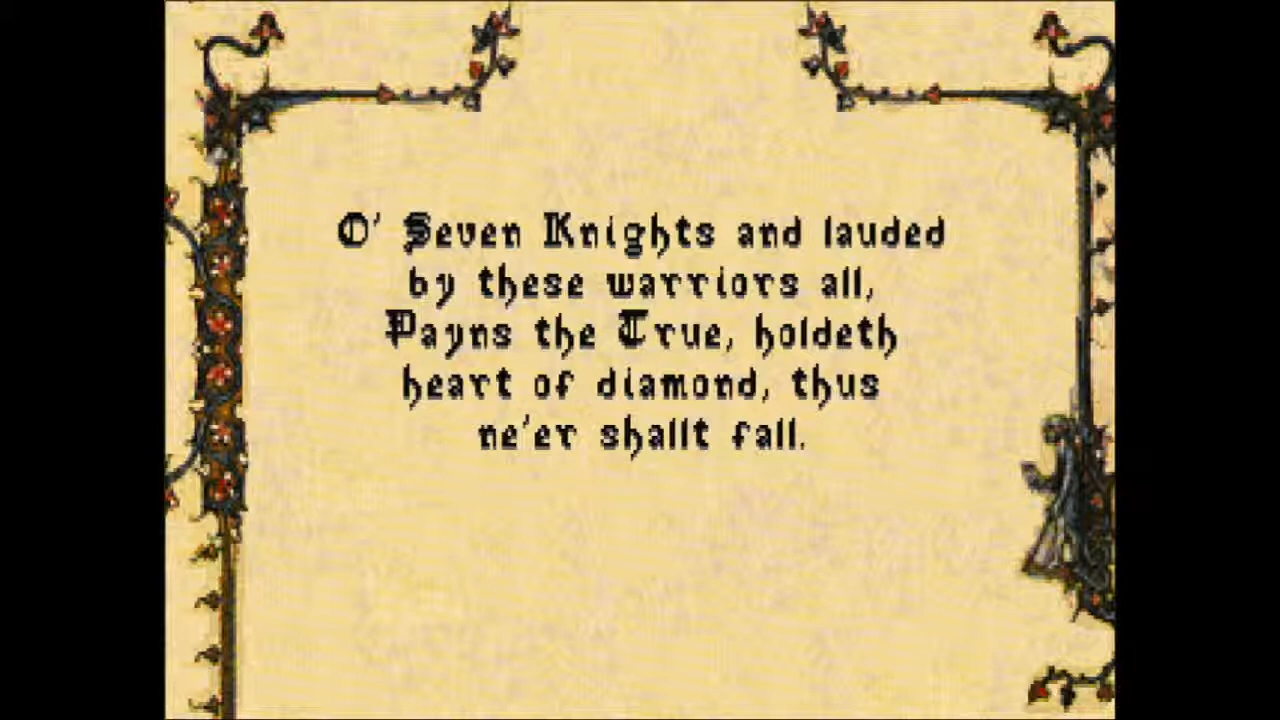 O' Seven Knights and lauded
by these warriors all,
Payns the True, holdeth
heart of diamond, thus
ne'er shallt fall.